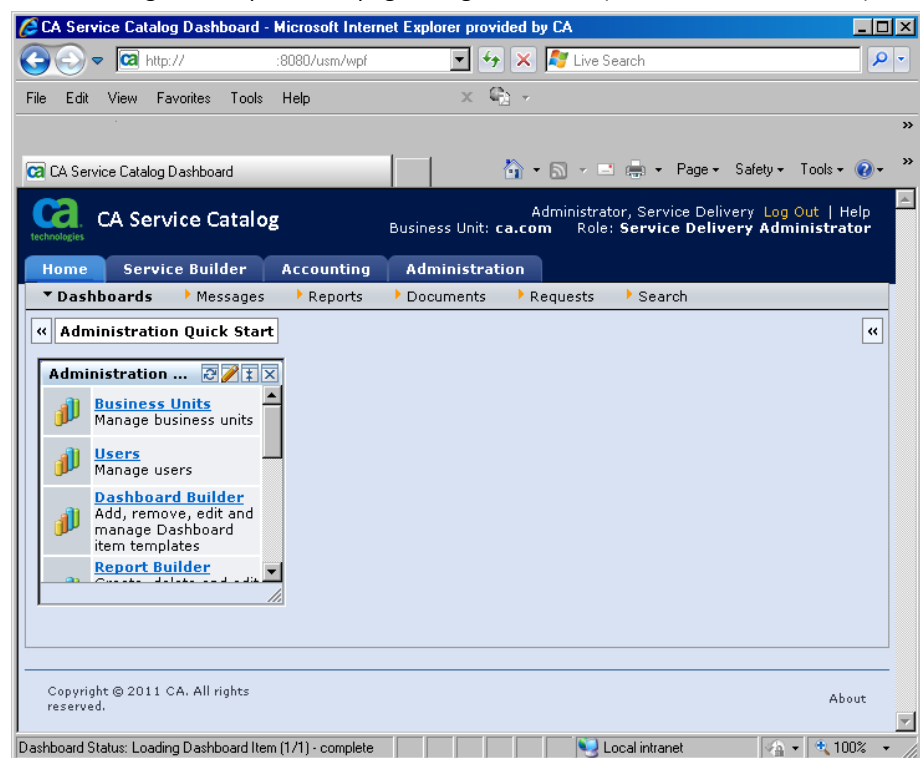 CA Service Catalog Dashboard - Microsoft Internet Explorer provided by CA
http:// :8080/usm/wpf
Live Search
File Edit View Favorites Tools Help
CA Service Catalog Dashboard
Page Safety Tools
ca
technologies
CA Service Catalog
Administrator, Service Delivery Log Out | Help
Business Unit: ca.com Role: Service Delivery Administrator
Home Service Builder Accounting Administration
Dashboards Messages Reports Documents Requests Search
« Administration Quick Start «
Administration ...
Business Units
Manage business units
Users
Manage users
Dashboard Builder
Add, remove, edit and
manage Dashboard
item templates
Report Builder
Create, delete and edit
Copyright © 2011 CA. All rights
reserved.
About
Dashboard Status: Loading Dashboard Item (1/1) - complete
Local intranet
100%